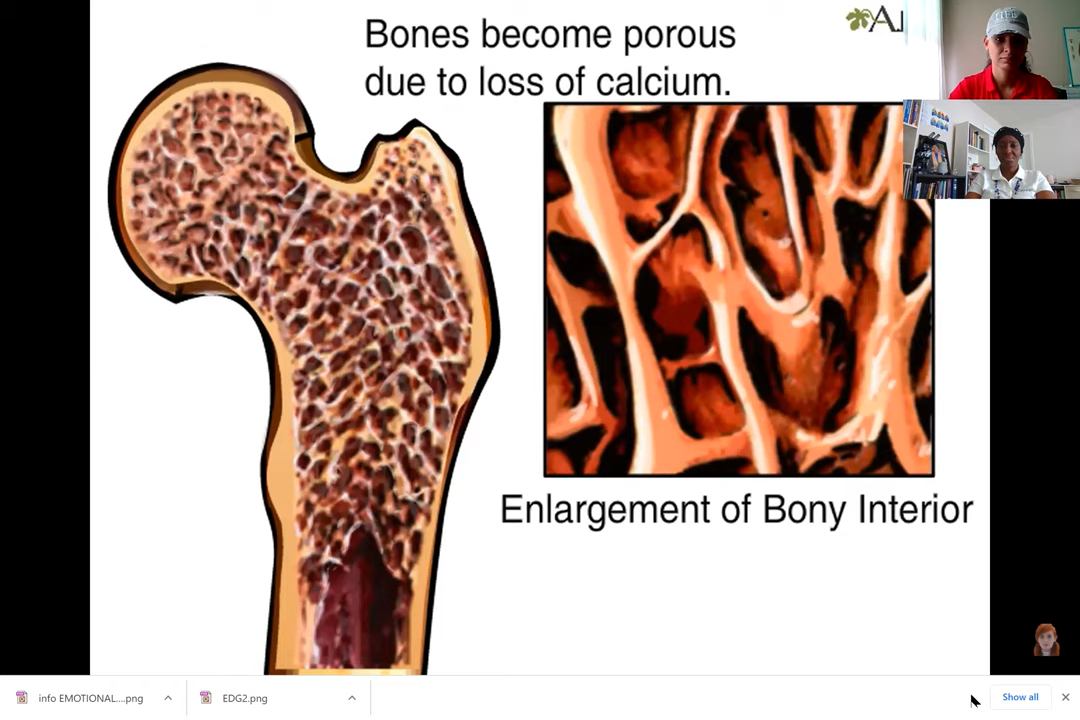 Bones become porous
due to loss of calcium.
Enlargement of Bony Interior
info EMOTIONAL....png
EDG2.png
Show all